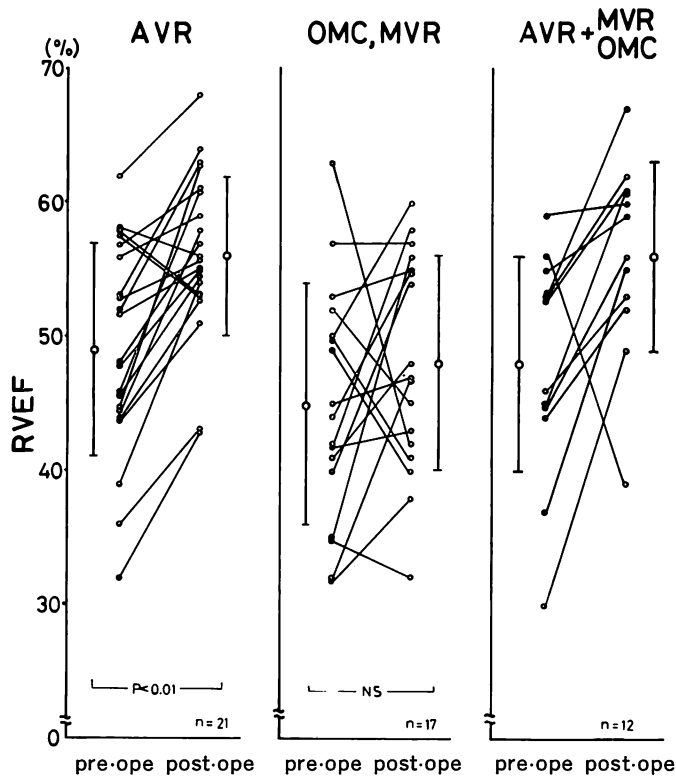 AVR
OMC, MVR
AVR + MVR OMC
(%)
70
60
50
40
30
0
RVEF
P<0.01
NS
n=21
n=17
n=12
pre·ope post·ope
pre·ope post·ope
pre·ope post·ope